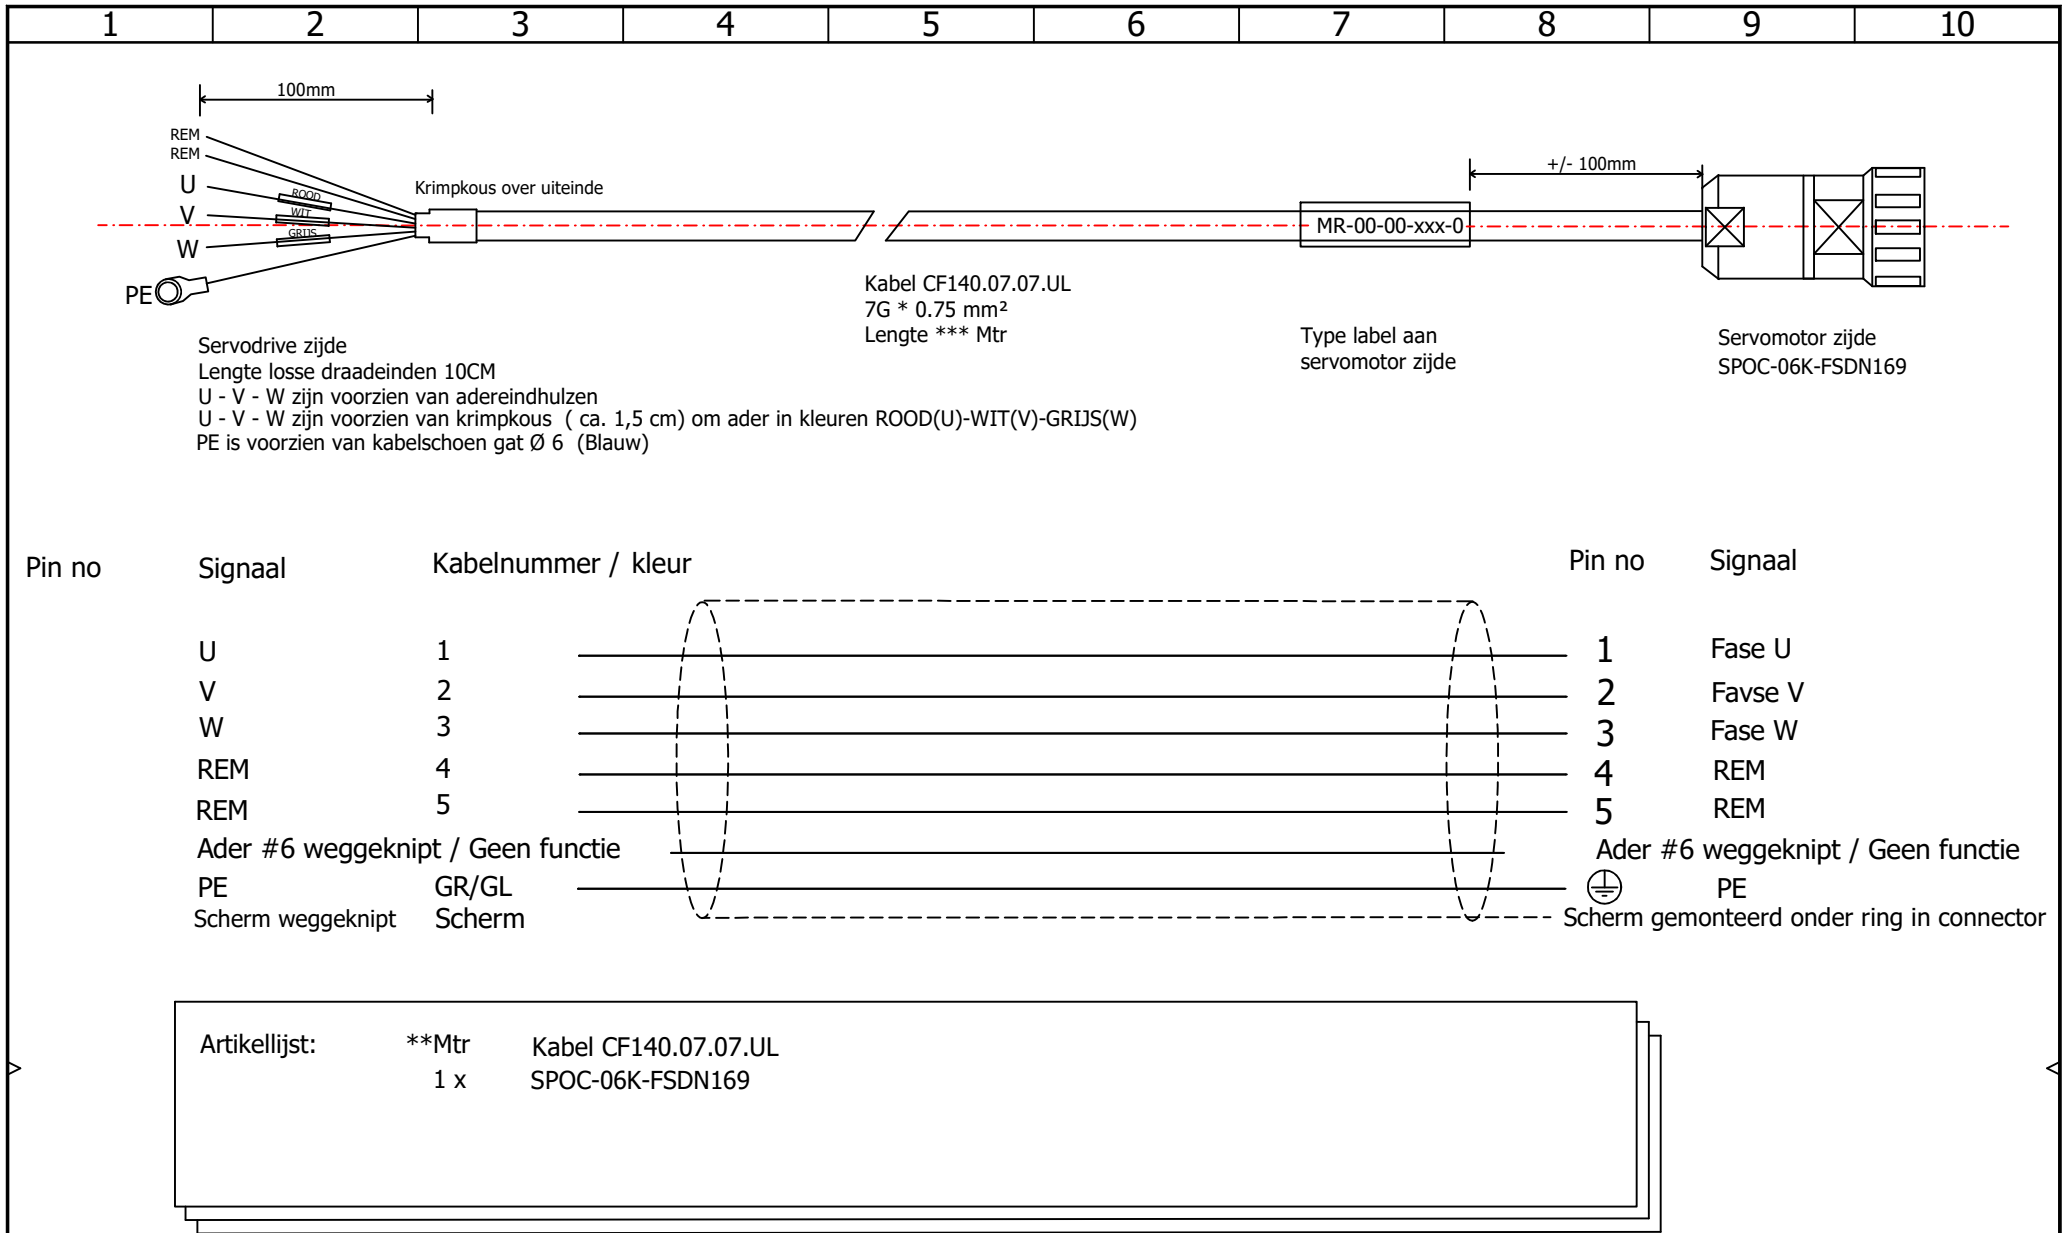 1 2 3 4 5 6 7 8 9 10
100mm
REM
REM
U
V
W
PE
ROOD
WIT
GRIJS
Krimpkous over uiteinde
MR-00-00-xxx-0
+/- 100mm
Kabel CF140.07.07.UL
7G * 0.75 mm²
Lengte *** Mtr
Type label aan
servomotor zijde
Servomotor zijde
SPOC-06K-FSDN169
Servodrive zijde
Lengte losse draadeinden 10CM
U - V - W zijn voorzien van adereindhulzen
U - V - W zijn voorzien van krimpkous ( ca. 1,5 cm) om ader in kleuren ROOD(U)-WIT(V)-GRIJS(W)
PE is voorzien van kabelschoen gat Ø 6 (Blauw)
Pin no Signaal Kabelnummer / kleur Pin no Signaal
U 1 1 Fase U
V 2 2 Favse V
W 3 3 Fase W
REM 4 4 REM
REM 5 5 REM
Ader #6 weggeknipt / Geen functie Ader #6 weggeknipt / Geen functie
PE GR/GL PE
Scherm weggeknipt Scherm Scherm gemonteerd onder ring in connector
Artikellijst: **Mtr Kabel CF140.07.07.UL
1 x SPOC-06K-FSDN169